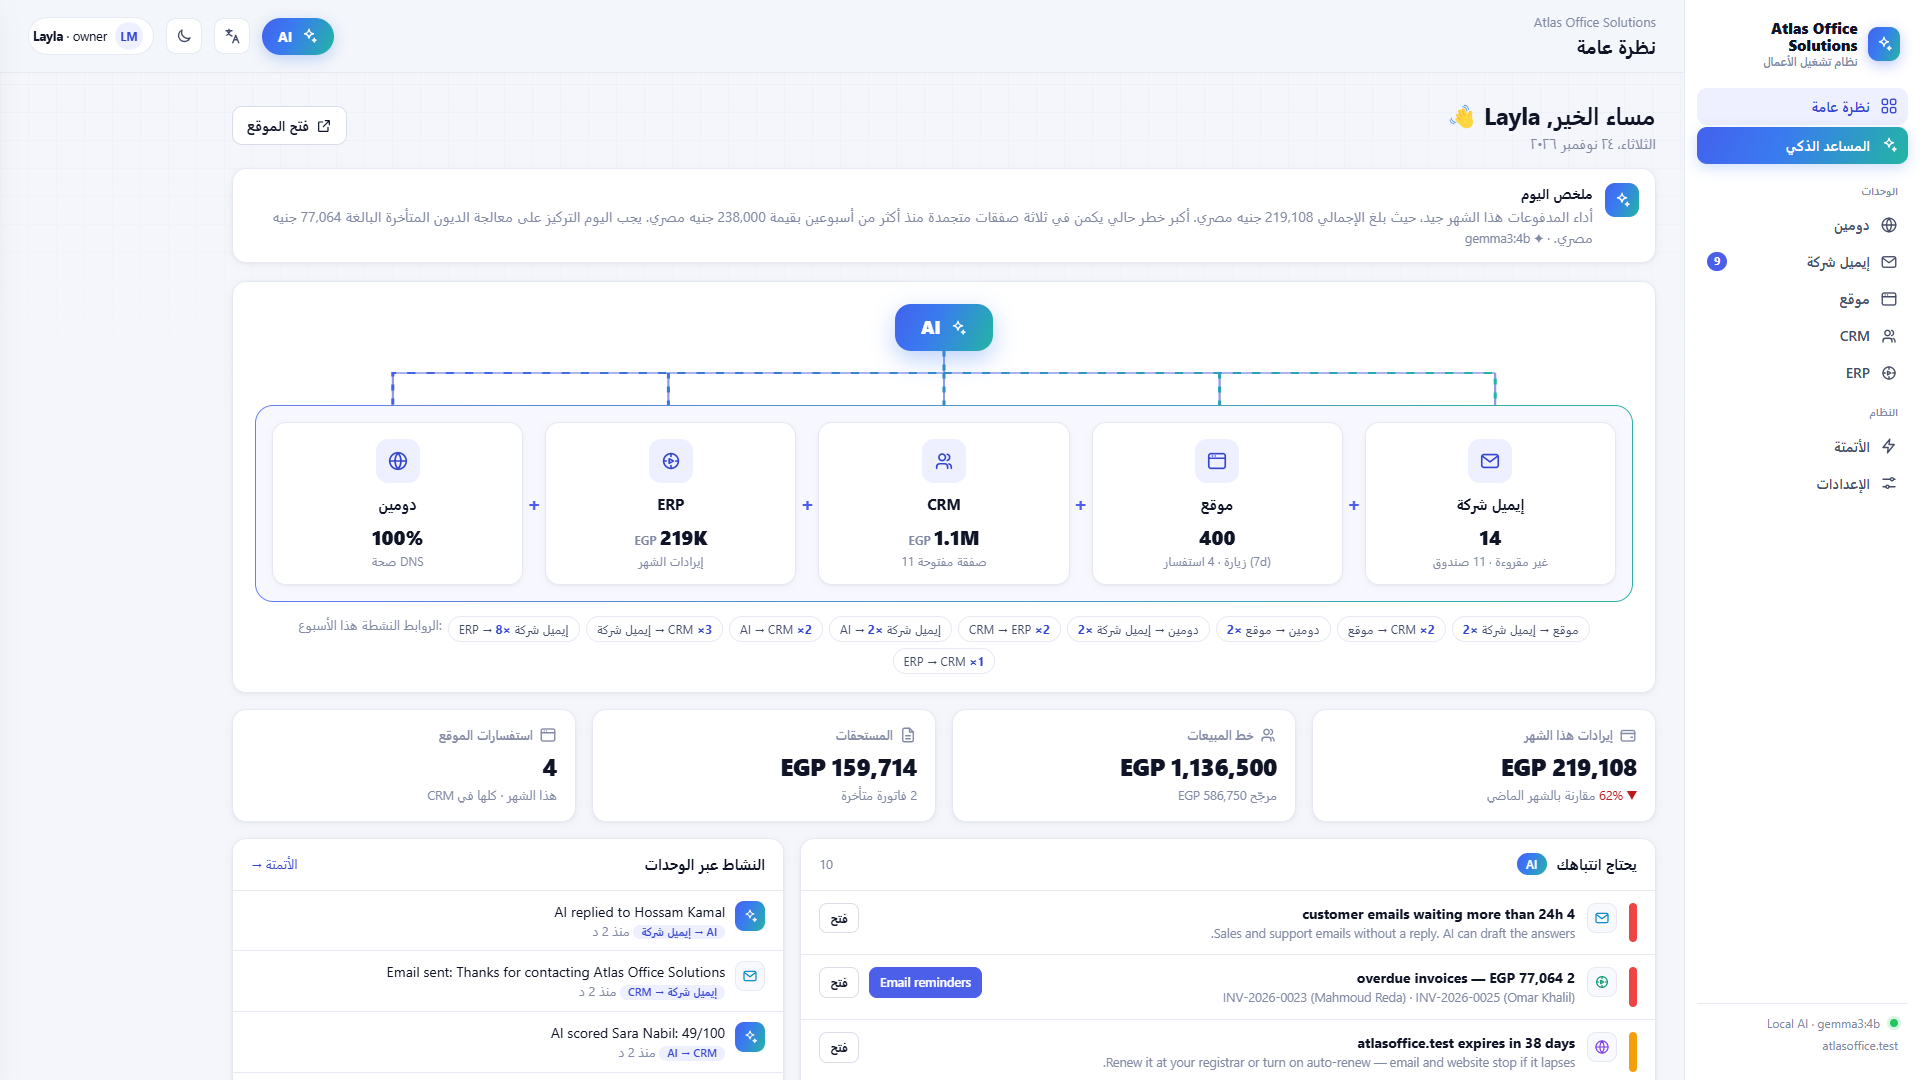 Atlas Office Solutions
نظام تشغيل الأعمال
نظرة عامة
المساعد الذكي
الوحدات
دومين
إيميل شركة
9
موقع
CRM
ERP
النظام
الأتمتة
الإعدادات
Local AI · gemma3:4b
atlasoffice.test
Atlas Office Solutions
نظرة عامة
AI
LM
Layla · owner
مساء الخير, Layla 👋
الثلاثاء، ٢٤ نوفمبر ٢٠٢٦
فتح الموقع
ملخص اليوم
أداء المدفوعات هذا الشهر جيد، حيث بلغ الإجمالي 219,108 جنيه مصري. أكبر خطر حالي يكمن في ثلاثة صفقات متجمدة منذ أكثر من أسبوعين بقيمة 238,000 جنيه مصري. يجب اليوم التركيز على معالجة الديون المتأخرة البالغة 77,064 جنيه
مصري. · ✦ gemma3:4b
AI
إيميل شركة
14
غير مقروءة · 11 صندوق
+
موقع
400
(7d) زيارة · 4 استفسار
+
CRM
EGP 1.1M
صفقة مفتوحة 11
+
ERP
EGP 219K
إيرادات الشهر
+
دومين
100%
DNS صحة
الروابط النشطة هذا الأسبوع:
إيميل شركة → ERP ×8
CRM → إيميل شركة ×3
AI → CRM ×2
إيميل شركة → AI ×2
CRM → ERP ×2
دومين → إيميل شركة ×2
دومين → موقع ×2
موقع → CRM ×2
موقع → إيميل شركة ×2
ERP → CRM ×1
إيرادات هذا الشهر
EGP 219,108
▼ 62% مقارنة بالشهر الماضي
خط المبيعات
EGP 1,136,500
مرجّح EGP 586,750
المستحقات
EGP 159,714
2 فاتورة متأخرة
استفسارات الموقع
4
هذا الشهر · كلها في CRM
يحتاج انتباهك AI
10
4 customer emails waiting more than 24h
Sales and support emails without a reply. AI can draft the answers.
فتح
2 overdue invoices — EGP 77,064
INV-2026-0023 (Mahmoud Reda) · INV-2026-0025 (Omar Khalil)
Email reminders
فتح
atlasoffice.test expires in 38 days
Renew it at your registrar or turn on auto-renew — email and website stop if it lapses.
فتح
النشاط عبر الوحدات
الأتمتة →
AI replied to Hossam Kamal
AI → إيميل شركة منذ 2 د
Email sent: Thanks for contacting Atlas Office Solutions
إيميل شركة → CRM منذ 2 د
AI scored Sara Nabil: 49/100
AI → CRM منذ 2 د